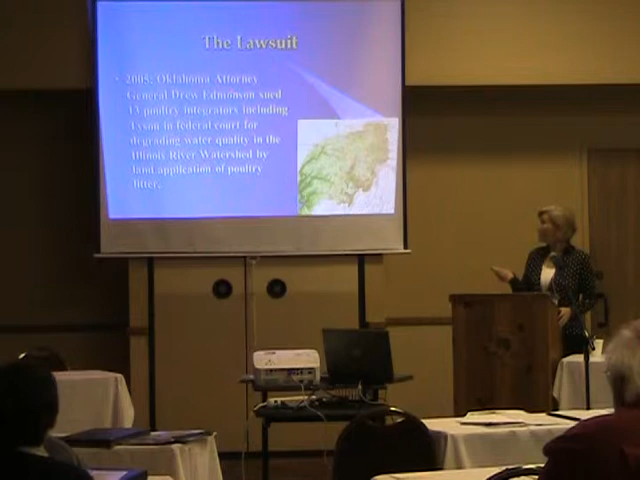 The Lawsuit
• 2005: Oklahoma Attorney
General Drew Edmondson sued
13 poultry integrators including
Tyson in federal court for
degrading water quality in the
Illinois River Watershed by
land application of poultry
litter.